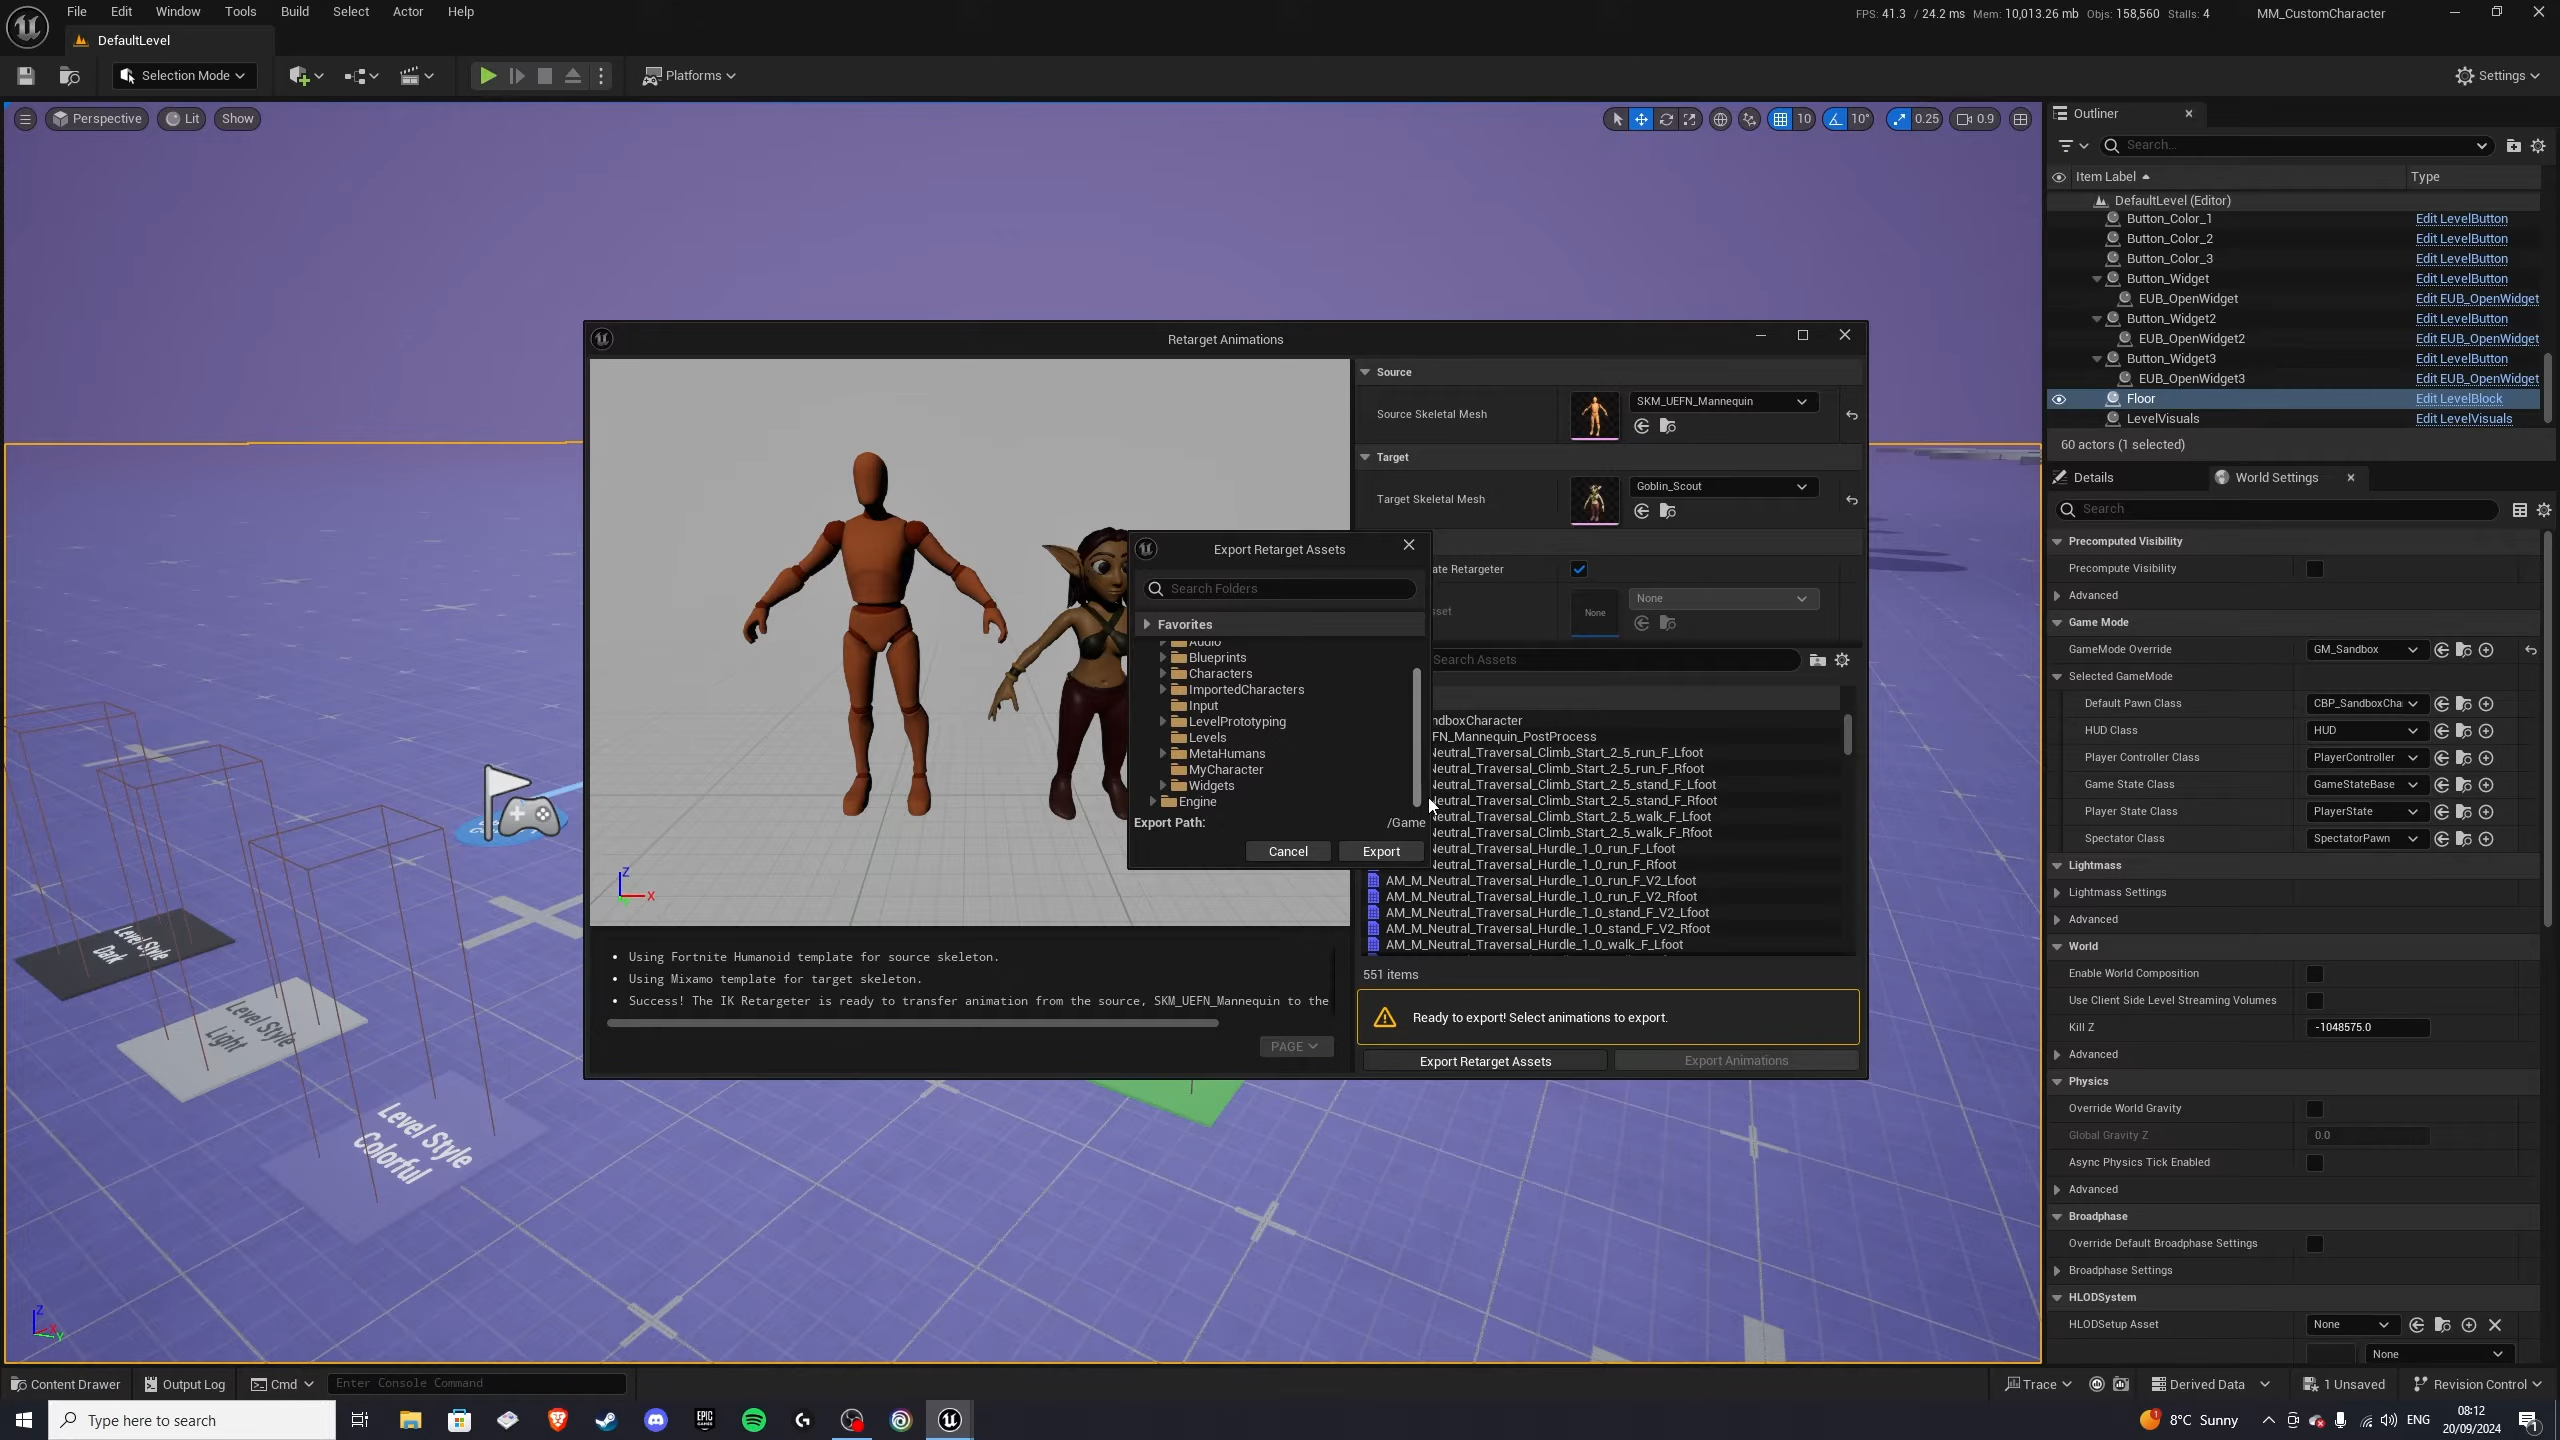 File Edit Window Tools Build Select Actor Help
FPS: 41.3 / 24.2 ms Mem: 10,013.26 mb Objs: 158,560 Stalls: 4 MM_CustomCharacter
DefaultLevel
Selection Mode
Platforms
Settings
Perspective Lit Show
10 10° 0.25 0.9
Outliner
Search...
Item Label Type
DefaultLevel (Editor)
Button_Color_1 Edit LevelButton
Button_Color_2 Edit LevelButton
Button_Color_3 Edit LevelButton
Button_Widget Edit LevelButton
EUB_OpenWidget Edit EUB_OpenWidget
Button_Widget2 Edit LevelButton
EUB_OpenWidget2 Edit EUB_OpenWidget
Button_Widget3 Edit LevelButton
EUB_OpenWidget3 Edit EUB_OpenWidget
Floor Edit LevelBlock
LevelVisuals Edit LevelVisuals
60 actors (1 selected)
Details World Settings
Search
Precomputed Visibility
Precompute Visibility
Advanced
Game Mode
GameMode Override GM_Sandbox
Selected GameMode
Default Pawn Class CBP_SandboxCha
HUD Class HUD
Player Controller Class PlayerController
Game State Class GameStateBase
Player State Class PlayerState
Spectator Class SpectatorPawn
Lightmass
Lightmass Settings
Advanced
World
Enable World Composition
Use Client Side Level Streaming Volumes
Kill Z -1048575.0
Advanced
Physics
Override World Gravity
Global Gravity Z 0.0
Async Physics Tick Enabled
Advanced
Broadphase
Override Default Broadphase Settings
Broadphase Settings
HLODSystem
HLODSetup Asset None
None
Retarget Animations
Source
Source Skeletal Mesh SKM_UEFN_Mannequin
Target
Target Skeletal Mesh Goblin_Scout
ate Retargeter
sset None None
Search Assets
ndboxCharacter
FN_Mannequin_PostProcess
Neutral_Traversal_Climb_Start_2_5_run_F_Lfoot
Neutral_Traversal_Climb_Start_2_5_run_F_Rfoot
Neutral_Traversal_Climb_Start_2_5_stand_F_Lfoot
Neutral_Traversal_Climb_Start_2_5_stand_F_Rfoot
Neutral_Traversal_Climb_Start_2_5_walk_F_Lfoot
Neutral_Traversal_Climb_Start_2_5_walk_F_Rfoot
Neutral_Traversal_Hurdle_1_0_run_F_Lfoot
Neutral_Traversal_Hurdle_1_0_run_F_Rfoot
AM_M_Neutral_Traversal_Hurdle_1_0_run_F_V2_Lfoot
AM_M_Neutral_Traversal_Hurdle_1_0_run_F_V2_Rfoot
AM_M_Neutral_Traversal_Hurdle_1_0_stand_F_V2_Lfoot
AM_M_Neutral_Traversal_Hurdle_1_0_stand_F_V2_Rfoot
AM_M_Neutral_Traversal_Hurdle_1_0_walk_F_Lfoot
551 items
Ready to export! Select animations to export.
Export Retarget Assets Export Animations
Export Retarget Assets
Search Folders
Favorites
Audio
Blueprints
Characters
ImportedCharacters
Input
LevelPrototyping
Levels
MetaHumans
MyCharacter
Widgets
Engine
Export Path: /Game
Cancel Export
Z X
• Using Fortnite Humanoid template for source skeleton.
• Using Mixamo template for target skeleton.
• Success! The IK Retargeter is ready to transfer animation from the source, SKM_UEFN_Mannequin to the
PAGE
Level Style
Dark
Level Style
Light
Level Style
Colorful
Z X Y
Content Drawer Output Log Cmd Enter Console Command
Trace Derived Data 1 Unsaved Revision Control
Type here to search
EPIC GAMES
8°C Sunny ENG
08:12
20/09/2024